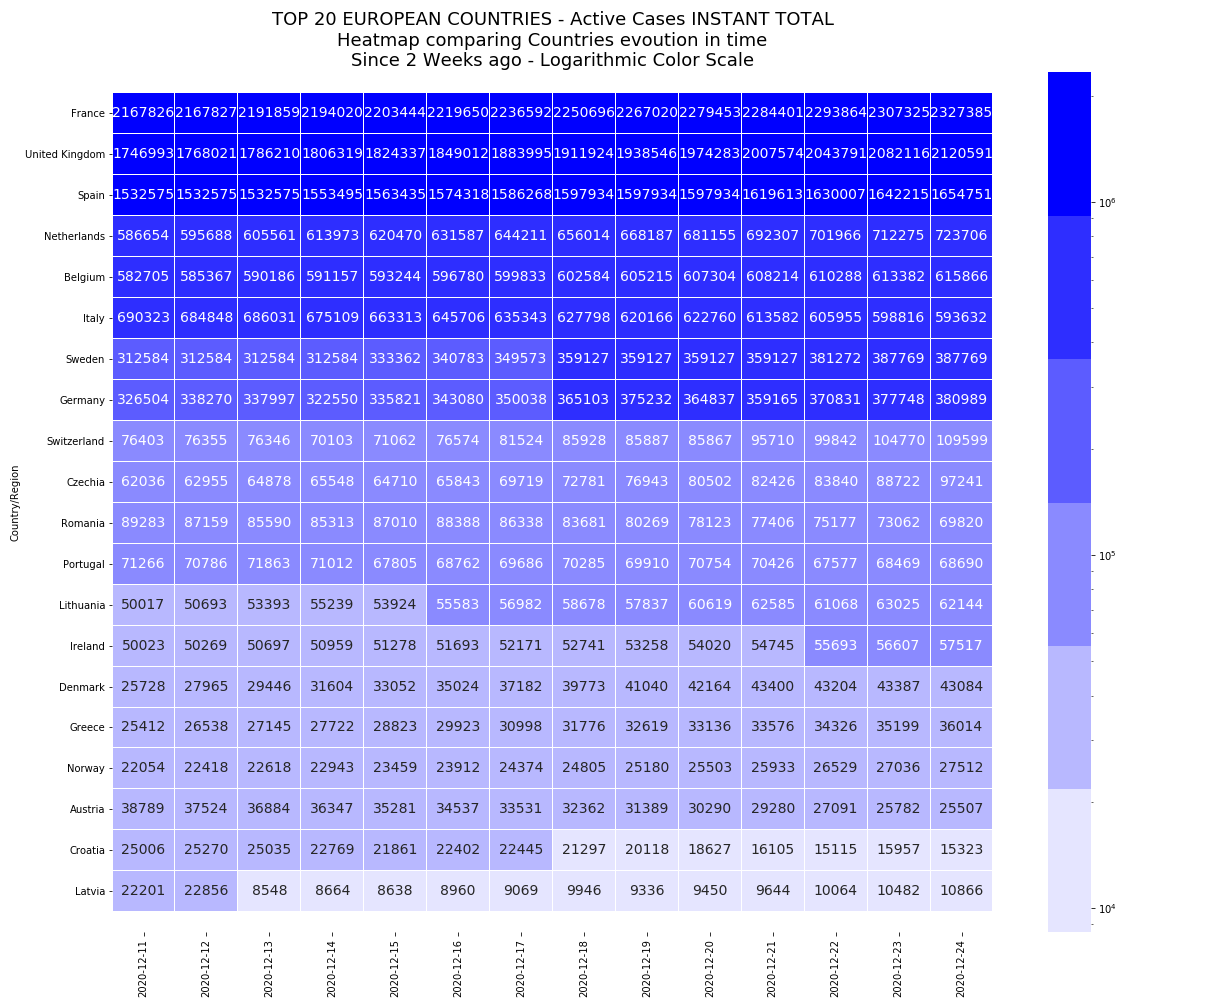 TOP 20 EUROPEAN COUNTRIES - Active Cases INSTANT TOTAL
Heatmap comparing Countries evoution in time
Since 2 Weeks ago - Logarithmic Color Scale
Country/Region
France 2167826 2167827 2191859 2194020 2203444 2219650 2236592 2250696 2267020 2279453 2284401 2293864 2307325 2327385
United Kingdom 1746993 1768021 1786210 1806319 1824337 1849012 1883995 1911924 1938546 1974283 2007574 2043791 2082116 2120591
Spain 1532575 1532575 1532575 1553495 1563435 1574318 1586268 1597934 1597934 1597934 1619613 1630007 1642215 1654751
Netherlands 586654 595688 605561 613973 620470 631587 644211 656014 668187 681155 692307 701966 712275 723706
Belgium 582705 585367 590186 591157 593244 596780 599833 602584 605215 607304 608214 610288 613382 615866
Italy 690323 684848 686031 675109 663313 645706 635343 627798 620166 622760 613582 605955 598816 593632
Sweden 312584 312584 312584 312584 333362 340783 349573 359127 359127 359127 359127 381272 387769 387769
Germany 326504 338270 337997 322550 335821 343080 350038 365103 375232 364837 359165 370831 377748 380989
Switzerland 76403 76355 76346 70103 71062 76574 81524 85928 85887 85867 95710 99842 104770 109599
Czechia 62036 62955 64878 65548 64710 65843 69719 72781 76943 80502 82426 83840 88722 97241
Romania 89283 87159 85590 85313 87010 88388 86338 83681 80269 78123 77406 75177 73062 69820
Portugal 71266 70786 71863 71012 67805 68762 69686 70285 69910 70754 70426 67577 68469 68690
Lithuania 50017 50693 53393 55239 53924 55583 56982 58678 57837 60619 62585 61068 63025 62144
Ireland 50023 50269 50697 50959 51278 51693 52171 52741 53258 54020 54745 55693 56607 57517
Denmark 25728 27965 29446 31604 33052 35024 37182 39773 41040 42164 43400 43204 43387 43084
Greece 25412 26538 27145 27722 28823 29923 30998 31776 32619 33136 33576 34326 35199 36014
Norway 22054 22418 22618 22943 23459 23912 24374 24805 25180 25503 25933 26529 27036 27512
Austria 38789 37524 36884 36347 35281 34537 33531 32362 31389 30290 29280 27091 25782 25507
Croatia 25006 25270 25035 22769 21861 22402 22445 21297 20118 18627 16105 15115 15957 15323
Latvia 22201 22856 8548 8664 8638 8960 9069 9946 9336 9450 9644 10064 10482 10866
2020-12-11 2020-12-12 2020-12-13 2020-12-14 2020-12-15 2020-12-16 2020-12-17 2020-12-18 2020-12-19 2020-12-20 2020-12-21 2020-12-22 2020-12-23 2020-12-24
10⁶
10⁵
10⁴